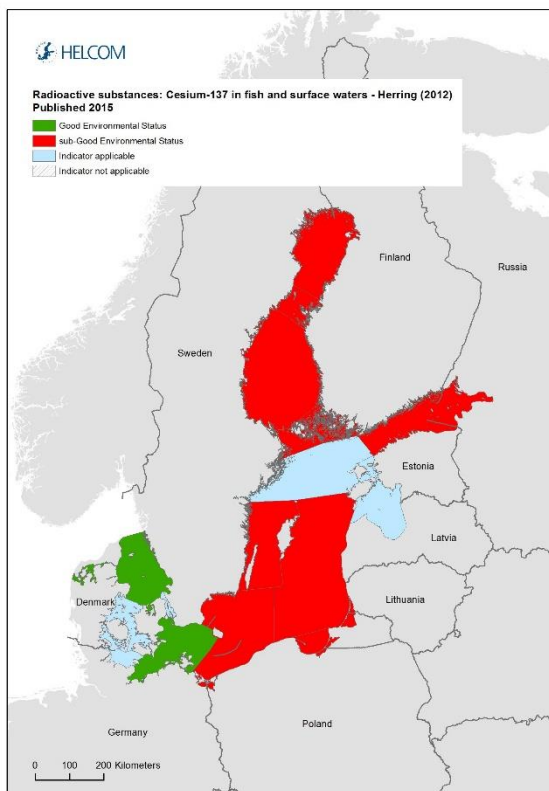 HELCOM
Radioactive substances: Cesium-137 in fish and surface waters - Herring (2012)
Published 2015
Good Environmental Status
sub-Good Environmental Status
Indicator applicable
Indicator not applicable
Finland
Russia
Sweden
Estonia
Latvia
Denmark
Lithuania
Germany
Poland
0 100 200 Kilometers